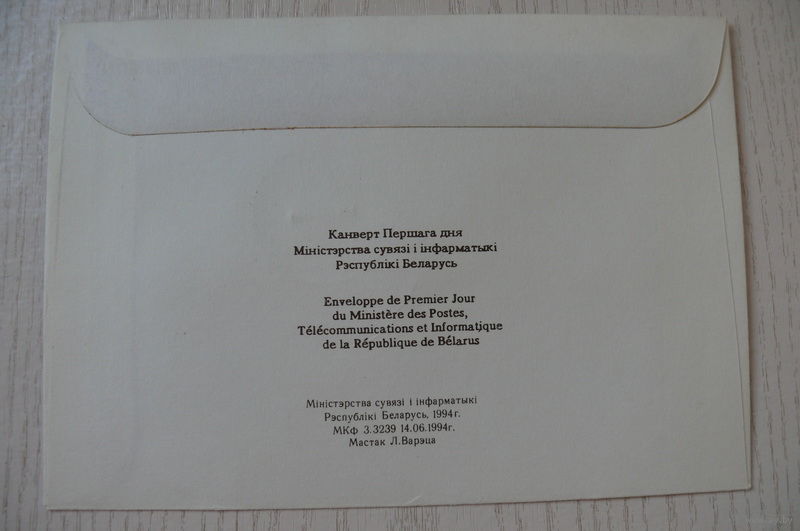 Канверт Першага дня
Міністэрства сувязі і інфарматыкі
Рэспублікі Беларусь
Enveloppe de Premier Jour
du Ministère des Postes,
Télécommunications et Informatique
de la République de Bélarus
Міністэрства сувязі і інфарматыкі
Рэспублікі Беларусь, 1994 г.
МКФ 3.3239 14.06.1994г.
Мастак Л.Варэца